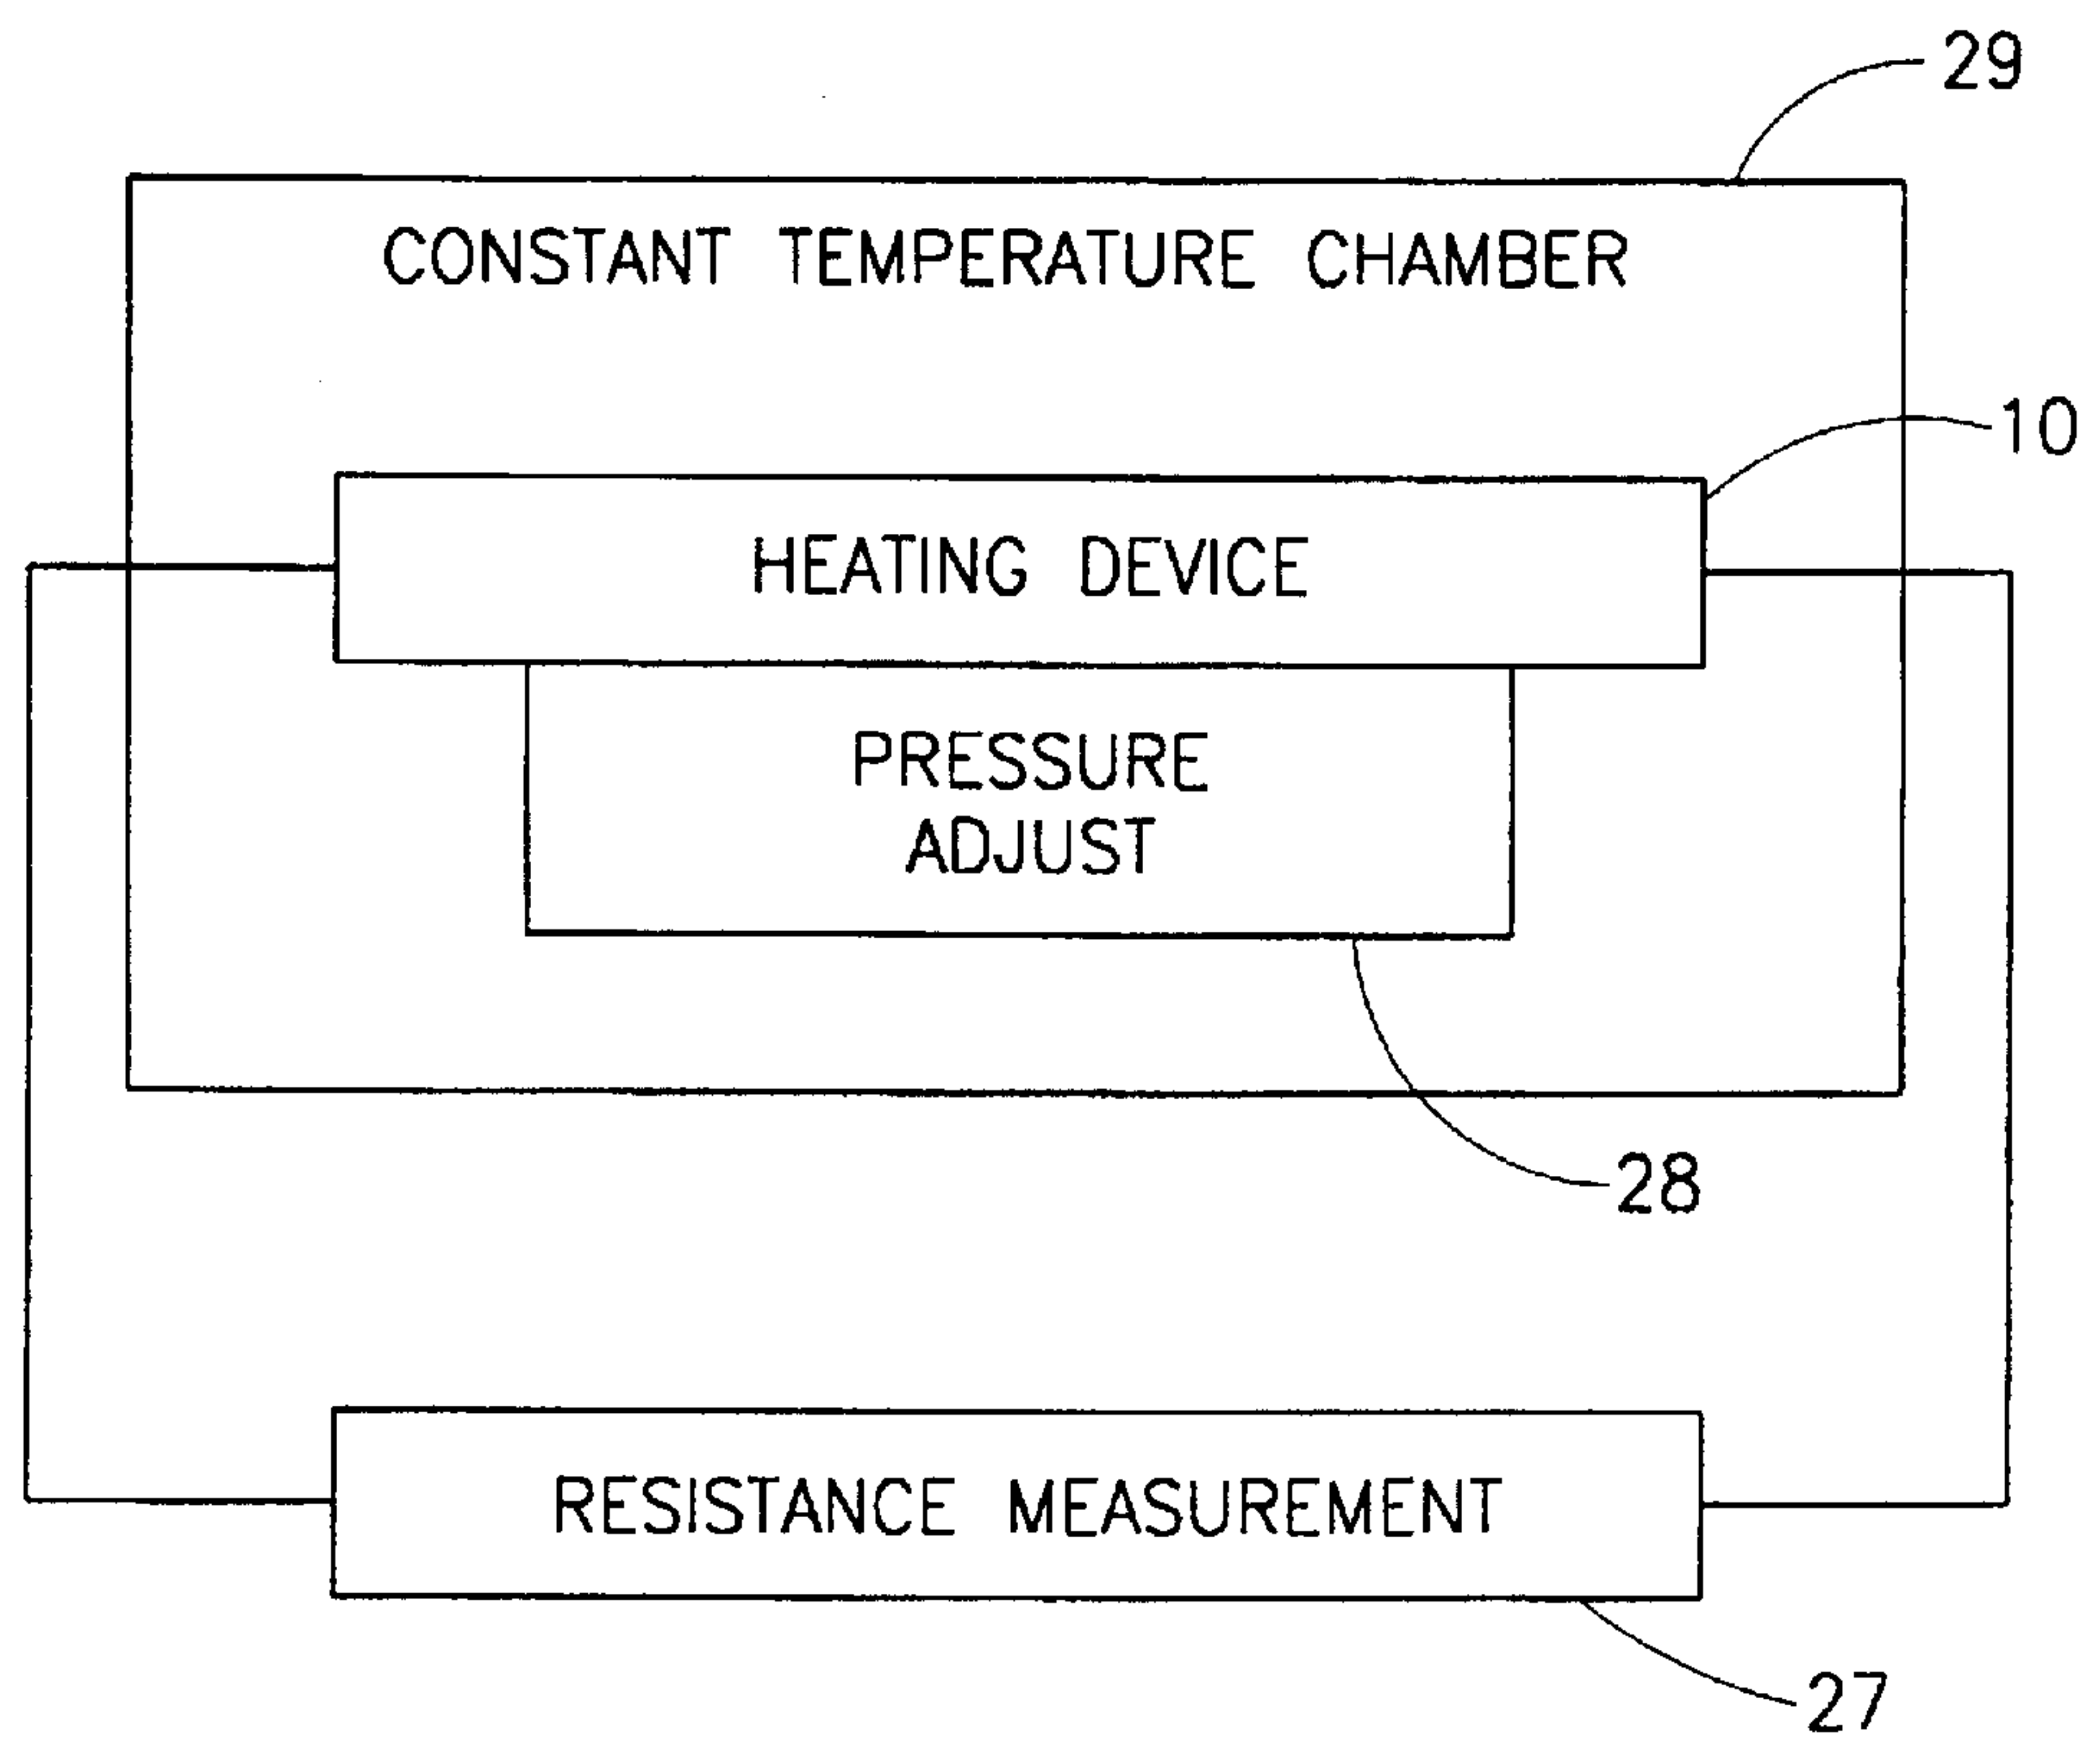 29
CONSTANT TEMPERATURE CHAMBER
10
HEATING DEVICE
PRESSURE
ADJUST
28
RESISTANCE MEASUREMENT
27